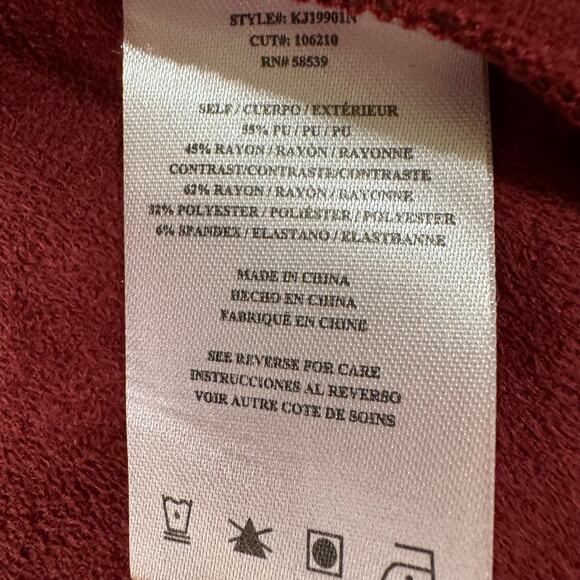 STYLE#: KJ19901N
CUT#: 106210
RN# 58539
SELF / CUERPO / EXTÉRIEUR
55% PU / PU / PU
45% RAYON / RAYÓN / RAYONNE
CONTRAST/CONTRASTE/CONTRASTE
62% RAYON / RAYÓN / RAYONNE
32% POLYESTER / POLIÉSTER / POLYESTER
6% SPANDEX / ELASTANO / ELASTHANNE
MADE IN CHINA
HECHO EN CHINA
FABRIQUÉ EN CHINE
SEE REVERSE FOR CARE
INSTRUCCIONES AL REVERSO
VOIR AUTRE COTE DE SOINS